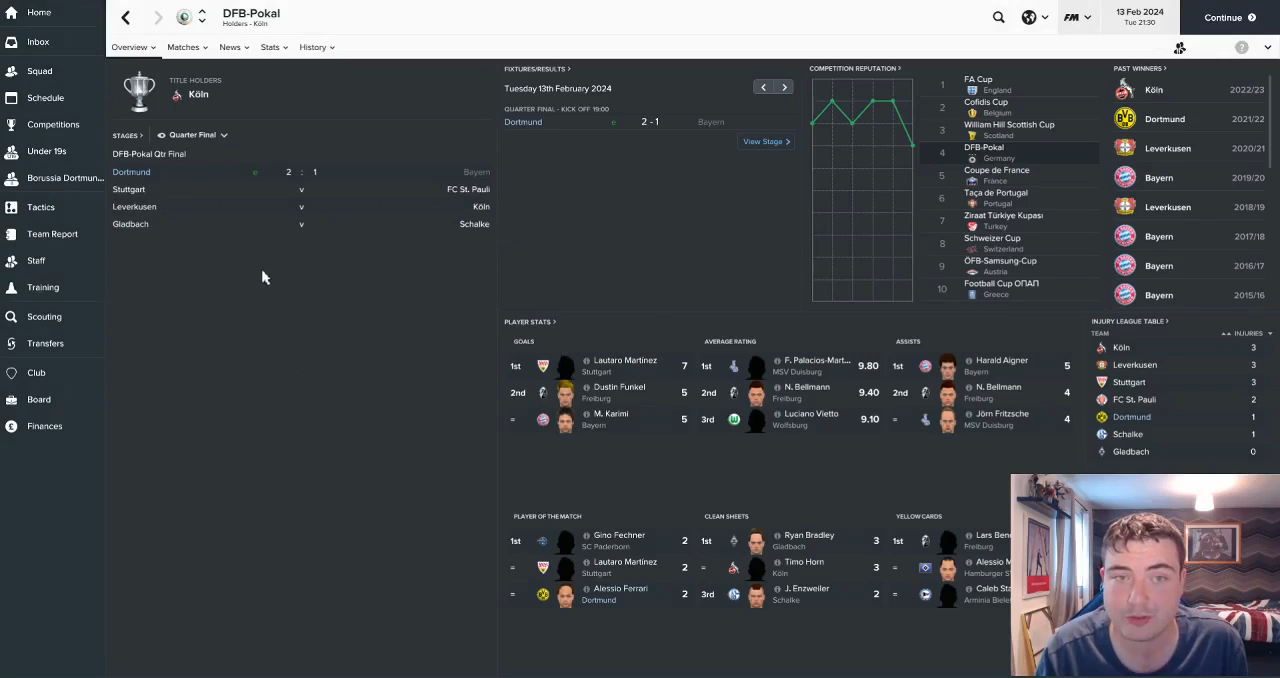 Home
DFB-Pokal
Holders - Köln
FM
13 Feb 2024
Tue 21:30
Continue
Inbox
Overview
Matches
News
Stats
History
?
Squad
Schedule
Competitions
Under 19s
Borussia Dortmun...
Tactics
Team Report
Staff
Training
Scouting
Transfers
Club
Board
Finances
TITLE HOLDERS
Köln
STAGES >
Quarter Final
DFB-Pokal Qtr Final
Dortmund e 2 : 1 Bayern
Stuttgart v FC St. Pauli
Leverkusen v Köln
Gladbach v Schalke
FIXTURES/RESULTS >
Tuesday 13th February 2024
QUARTER FINAL - KICK OFF 19:00
Dortmund e 2 - 1 Bayern
View Stage >
COMPETITION REPUTATION >
1 FA Cup
England
2 Cofidis Cup
Belgium
3 William Hill Scottish Cup
Scotland
4 DFB-Pokal
Germany
5 Coupe de France
France
6 Taça de Portugal
Portugal
7 Ziraat Türkiye Kupası
Turkey
8 Schweizer Cup
Switzerland
9 ÖFB-Samsung-Cup
Austria
10 Football Cup ΟΠΑΠ
Greece
PAST WINNERS >
Köln 2022/23
Dortmund 2021/22
Leverkusen 2020/21
Bayern 2019/20
Leverkusen 2018/19
Bayern 2017/18
Bayern 2016/17
Bayern 2015/16
PLAYER STATS >
GOALS
1st Lautaro Martínez 7
Stuttgart
2nd Dustin Funkel 5
Freiburg
= M. Karimi 5
Bayern
AVERAGE RATING
1st F. Palacios-Mart... 9.80
MSV Duisburg
2nd N. Bellmann 9.40
Freiburg
3rd Luciano Vietto 9.10
Wolfsburg
ASSISTS
1st Harald Aigner 5
Bayern
2nd N. Bellmann 4
Freiburg
= Jörn Fritzsche 4
MSV Duisburg
INJURY LEAGUE TABLE >
TEAM INJURIES
Köln 3
Leverkusen 3
Stuttgart 3
FC St. Pauli 2
Dortmund 1
Schalke 1
Gladbach 0
PLAYER OF THE MATCH
1st Gino Fechner 2
SC Paderborn
= Lautaro Martínez 2
Stuttgart
= Alessio Ferrari 2
Dortmund
CLEAN SHEETS
1st Ryan Bradley 3
Gladbach
= Timo Horn 3
Köln
3rd J. Enzweiler 2
Schalke
YELLOW CARDS
1st Lars Ben
Freiburg
= Alessio M
Hamburger S
= Caleb Sta
Arminia Biele